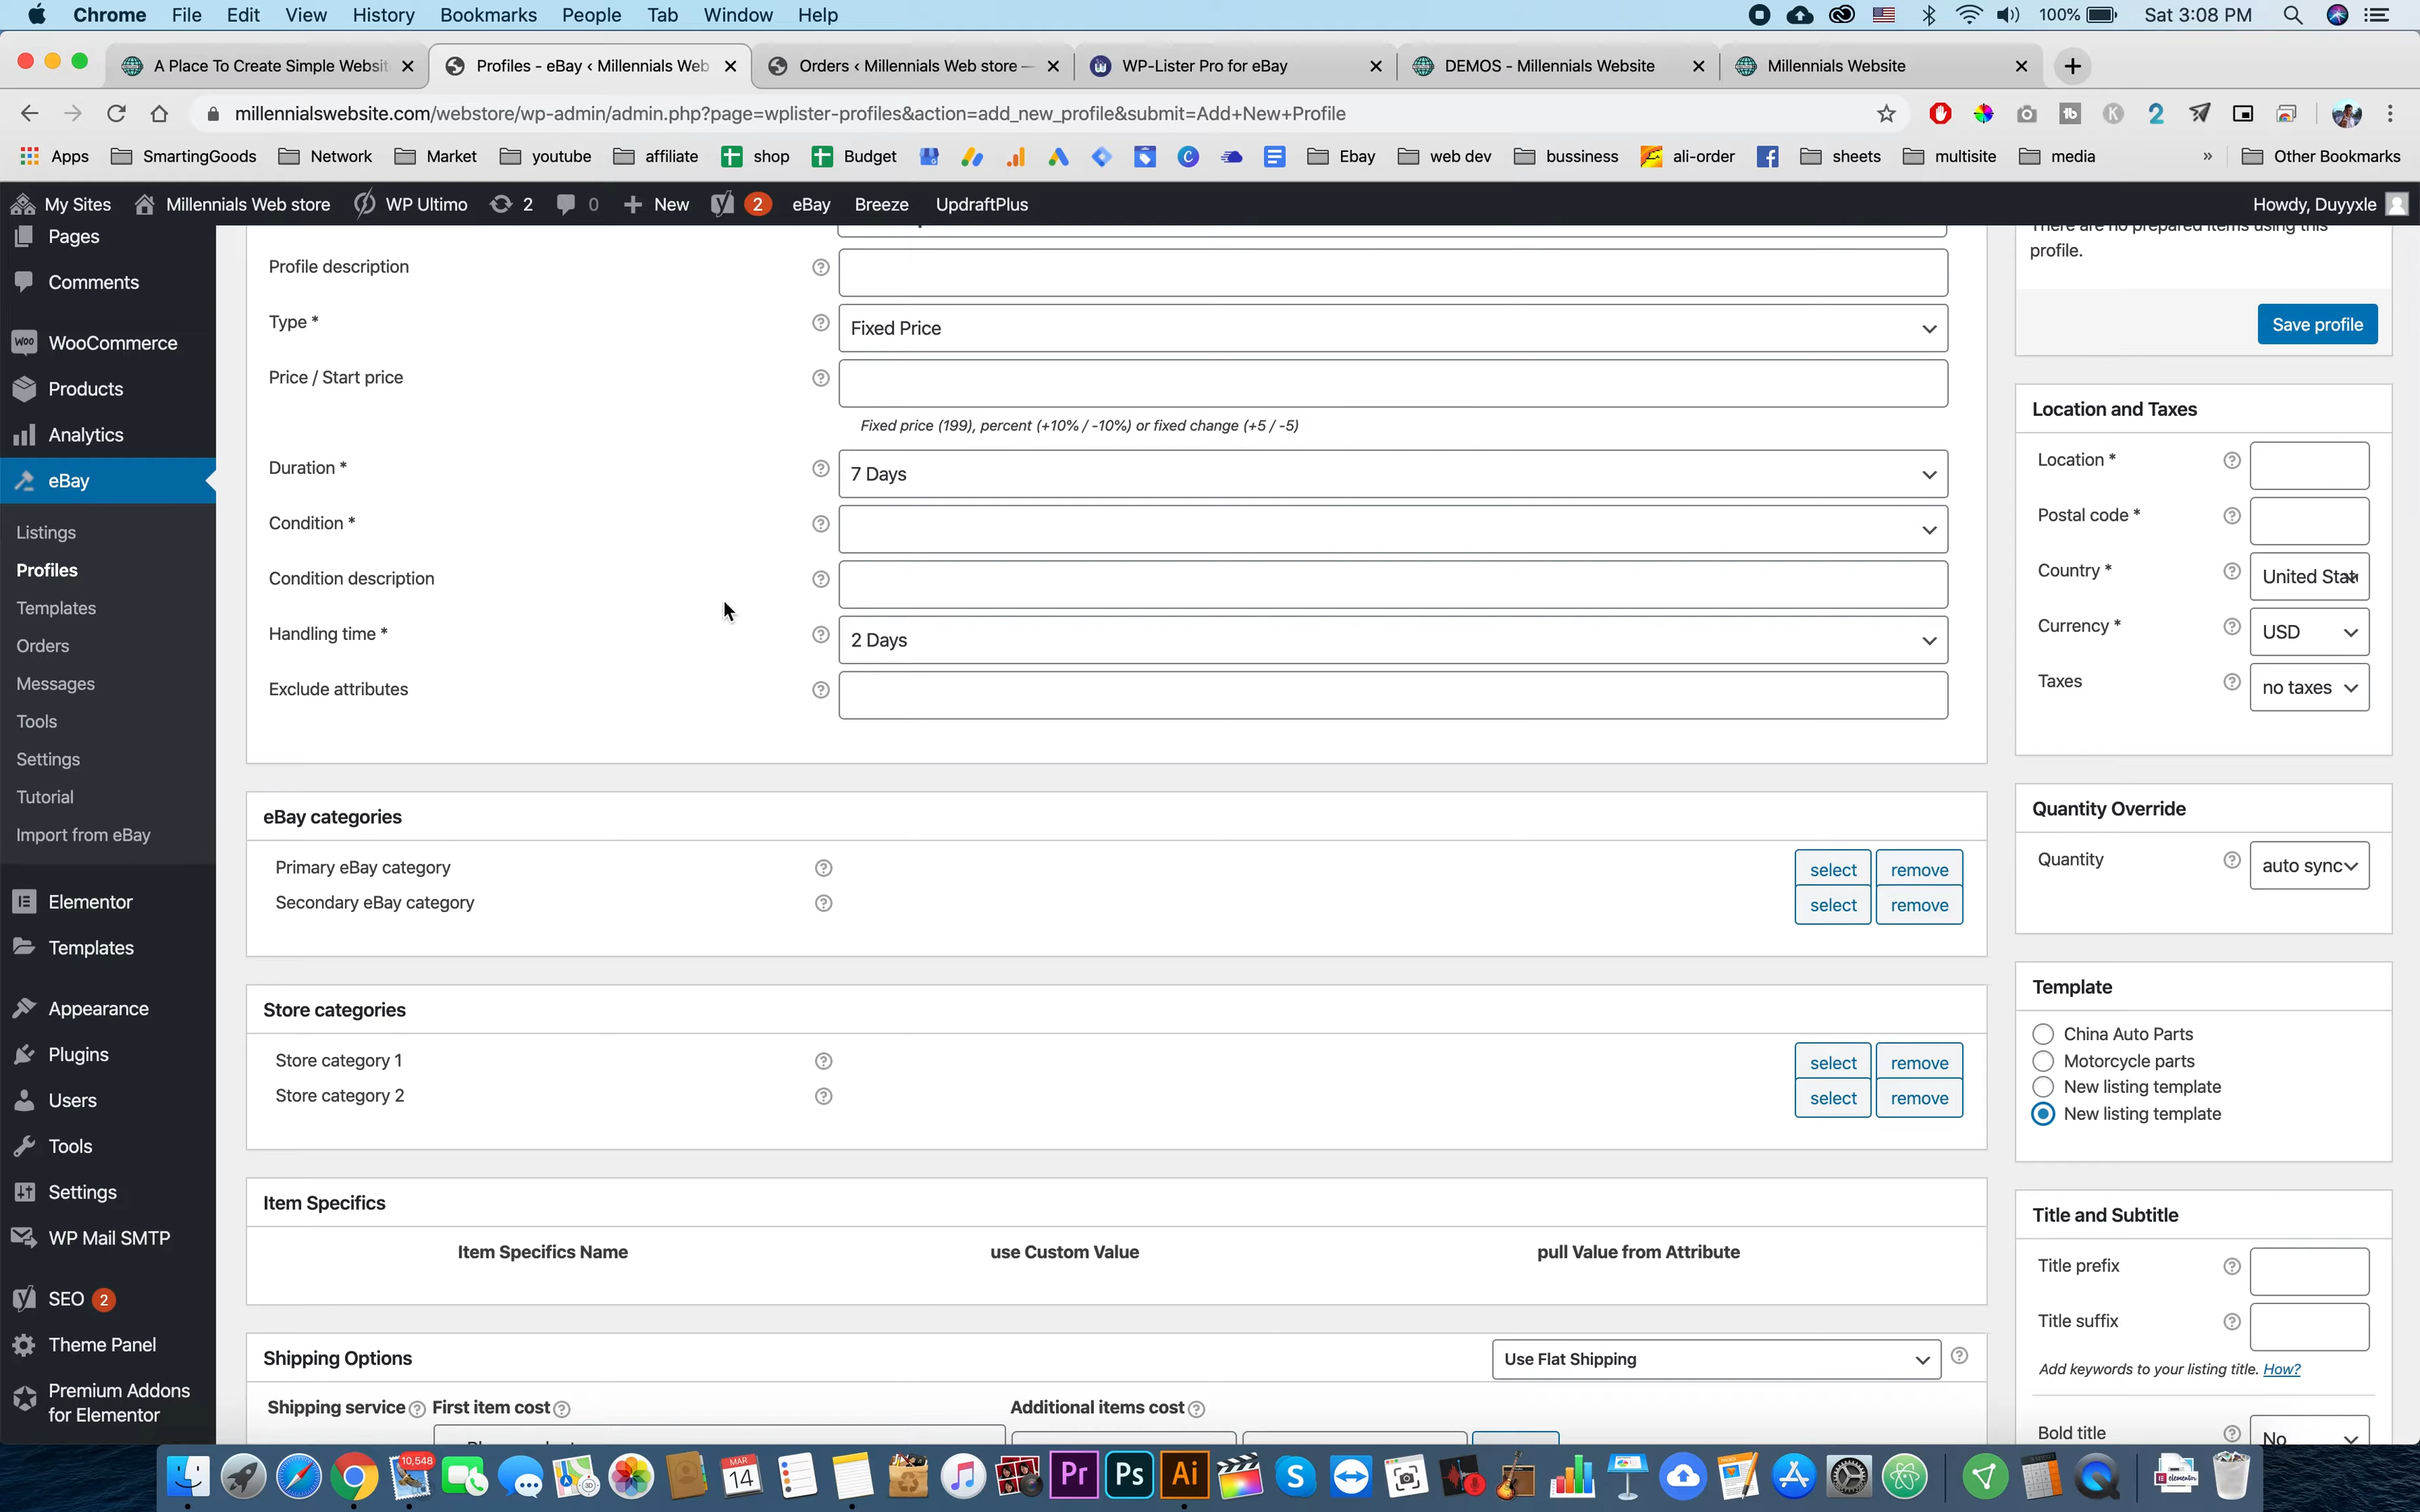 Chrome File Edit View History Bookmarks People Tab Window Help
100% Sat 3:08 PM
A Place To Create Simple Websit
Profiles - eBay ‹ Millennials Web
Orders ‹ Millennials Web store —
WP-Lister Pro for eBay
DEMOS - Millennials Website
Millennials Website
millennialswebsite.com/webstore/wp-admin/admin.php?page=wplister-profiles&action=add_new_profile&submit=Add+New+Profile
Apps SmartingGoods Network Market youtube affiliate shop Budget Ebay web dev bussiness ali-order sheets multisite media » Other Bookmarks
My Sites Millennials Web store WP Ultimo 2 0 New 2 eBay Breeze UpdraftPlus Howdy, Duyyxle
Pages
Comments
WooCommerce
Products
Analytics
eBay
Listings
Profiles
Templates
Orders
Messages
Tools
Settings
Tutorial
Import from eBay
Elementor
Templates
Appearance
Plugins
Users
Tools
Settings
WP Mail SMTP
SEO 2
Theme Panel
Premium Addons
for Elementor
Profile description
Type * Fixed Price
Price / Start price
Fixed price (199), percent (+10% / -10%) or fixed change (+5 / -5)
Duration * 7 Days
Condition *
Condition description
Handling time * 2 Days
Exclude attributes
eBay categories
Primary eBay category select remove
Secondary eBay category select remove
Store categories
Store category 1 select remove
Store category 2 select remove
Item Specifics
Item Specifics Name use Custom Value pull Value from Attribute
Shipping Options Use Flat Shipping
Shipping service First item cost Additional items cost
There are no prepared items using this
profile.
Save profile
Location and Taxes
Location *
Postal code *
Country * United Stat
Currency * USD
Taxes no taxes
Quantity Override
Quantity auto sync
Template
China Auto Parts
Motorcycle parts
New listing template
New listing template
Title and Subtitle
Title prefix
Title suffix
Add keywords to your listing title. How?
Bold title No
10,548
MAR
14
Pr Ps Ai